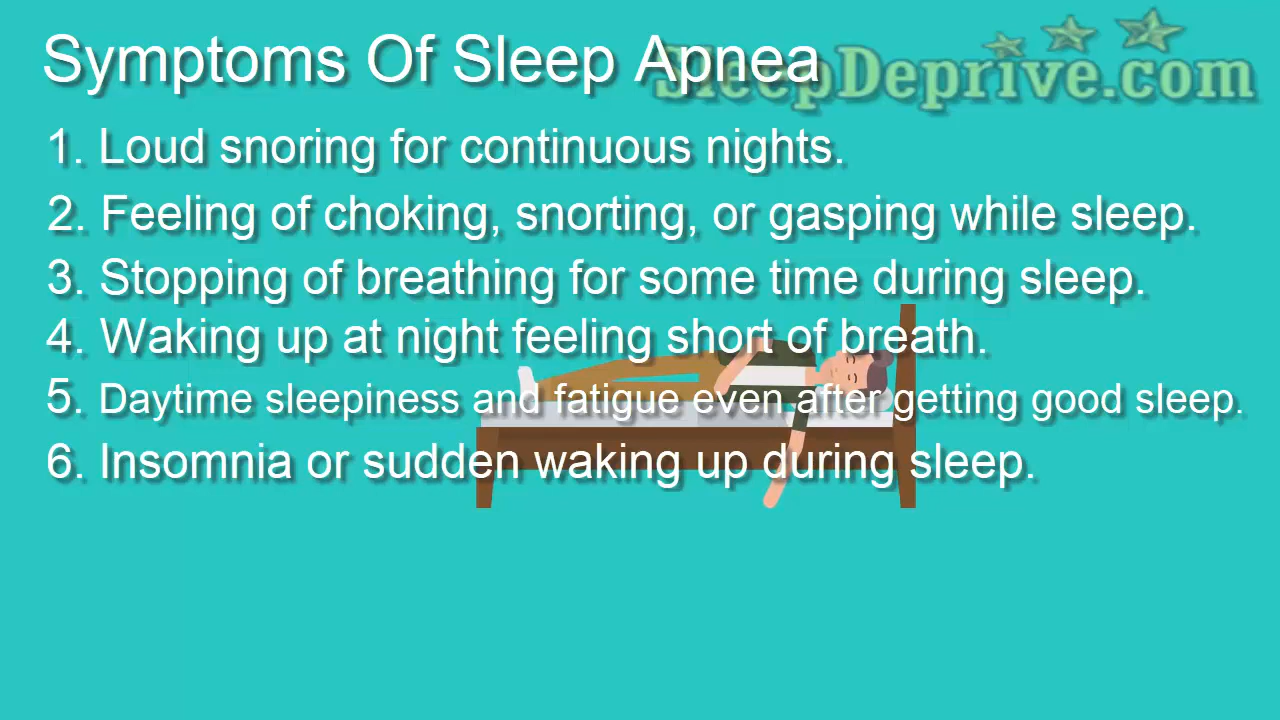 Symptoms Of Sleep Apnea
SleepDeprive.com
1. Loud snoring for continuous nights.
2. Feeling of choking, snorting, or gasping while sleep.
3. Stopping of breathing for some time during sleep.
4. Waking up at night feeling short of breath.
5. Daytime sleepiness and fatigue even after getting good sleep.
6. Insomnia or sudden waking up during sleep.